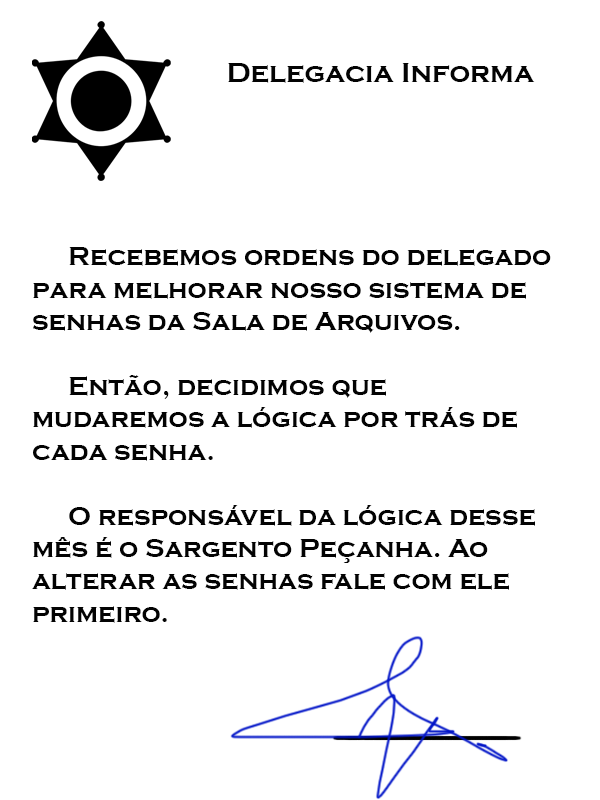 Delegacia Informa
Recebemos ordens do delegado
para melhorar nosso sistema de
senhas da Sala de Arquivos.
Então, decidimos que
mudaremos a lógica por trás de
cada senha.
O responsável da lógica desse
mês é o Sargento Peçanha. Ao
alterar as senhas fale com ele
primeiro.